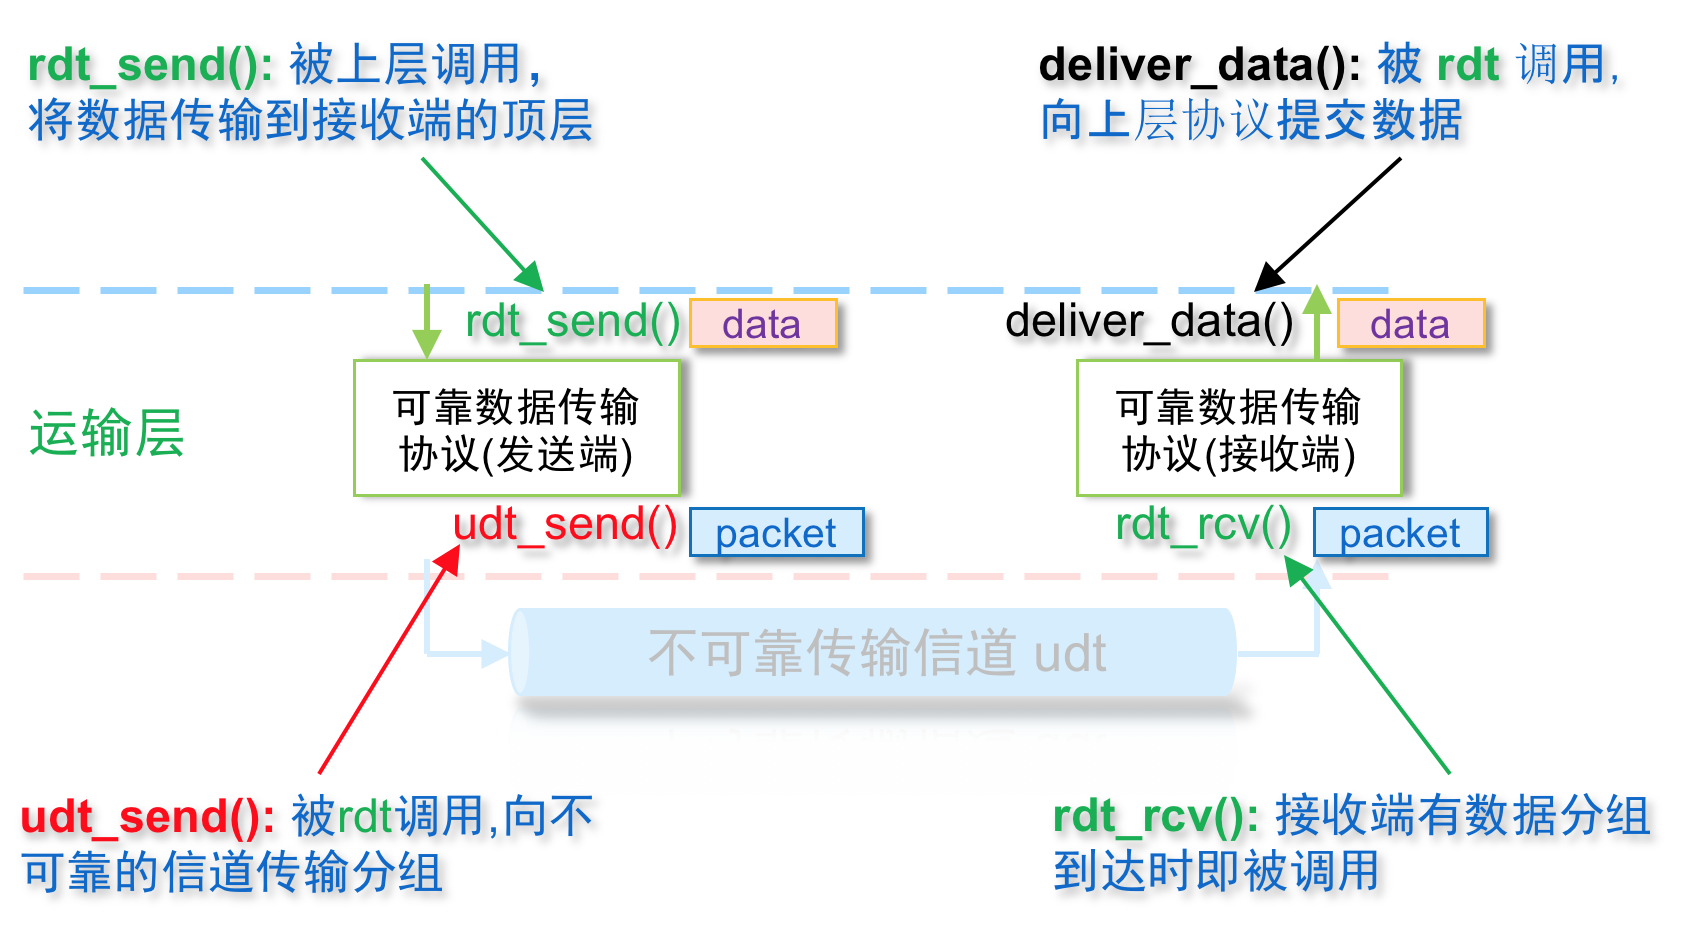 rdt_send(): 被上层调用，
将数据传输到接收端的顶层
deliver_data(): 被 rdt 调用,
向上层协议提交数据
rdt_send()
data
deliver_data()
data
运输层
可靠数据传输
协议(发送端)
可靠数据传输
协议(接收端)
udt_send()
packet
rdt_rcv()
packet
不可靠传输信道 udt
udt_send(): 被rdt调用,向不
可靠的信道传输分组
rdt_rcv(): 接收端有数据分组
到达时即被调用